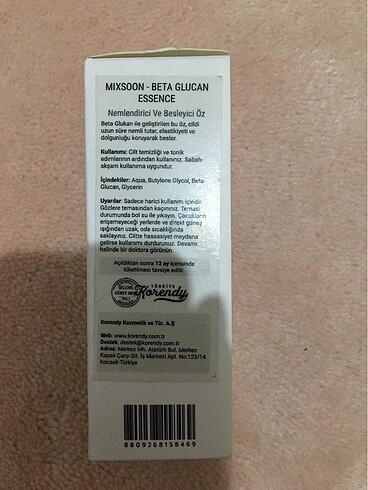 MIXSOON - BETA GLUCAN
ESSENCE
Nemlendirici Ve Besleyici Öz
Beta Glukan ile geliştirilen bu öz, cildi
uzun süre nemli tutar, elastikiyeti ve
dolgunluğu koruyarak besler.
Kullanımı: Cilt temizliği ve tonik
adımlarının ardından kullanınız. Sabah-
akşam kullanıma uygundur.
İçindekiler: Aqua, Butylene Glycol, Beta-
Glucan, Glycerin
Uyarılar: Sadece harici kullanım içindir.
Gözlere temasından kaçınınız. Temas
durumunda bol su ile yıkayın. Çocukların
erişemeyeceği yerlerde ve direkt güneş
ışığından uzak, oda sıcaklığında
saklayınız. Ciltte hassasiyet meydana
gelirse kullanımı durdurunuz. Devamı
halinde bir doktora görünün.
Açıldıktan sonra 12 ay içerisinde
tüketilmesi tavsiye edilir.
GÜNEY KORE
MALI
TÜRKİYE
Korendy
Korendy Kozmetik ve Tic. A.Ş
Web: www.korendy.com.tr
Destek: destek@korendy.com.tr
Adres: Merkez Mh. Atatürk Bul. Merkez
Kapalı Çarşı Sit. İş Merkezi Apt. No:123/14
Kocaeli-Türkiye
8809268158469